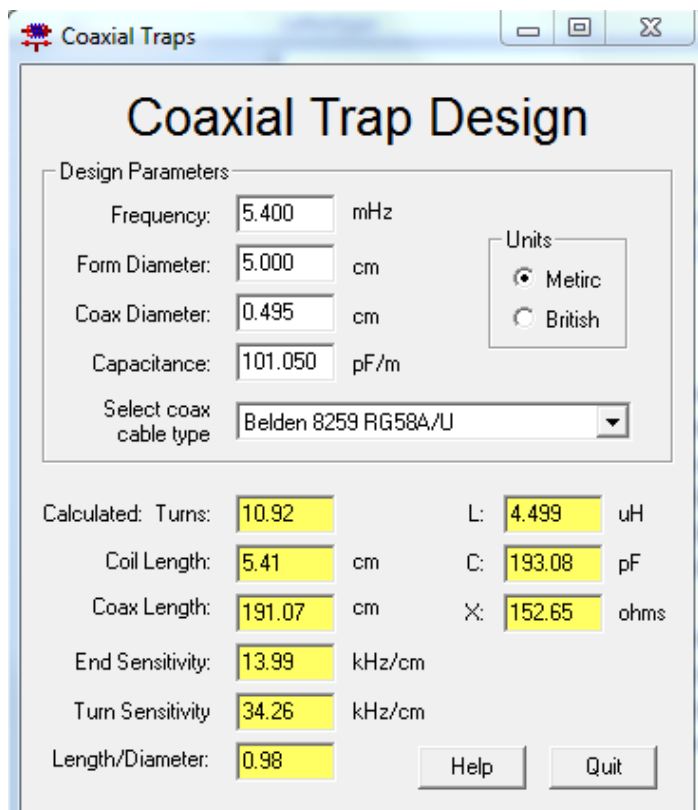 Coaxial Traps
Coaxial Trap Design
Design Parameters
Frequency: 5.400 mHz
Form Diameter: 5.000 cm
Coax Diameter: 0.495 cm
Capacitance: 101.050 pF/m
Units
Metirc
British
Select coax
cable type
Belden 8259 RG58A/U
Calculated: Turns: 10.92 L: 4.499 uH
Coil Length: 5.41 cm C: 193.08 pF
Coax Length: 191.07 cm X: 152.65 ohms
End Sensitivity: 13.99 kHz/cm
Turn Sensitivity 34.26 kHz/cm
Length/Diameter: 0.98
Help Quit